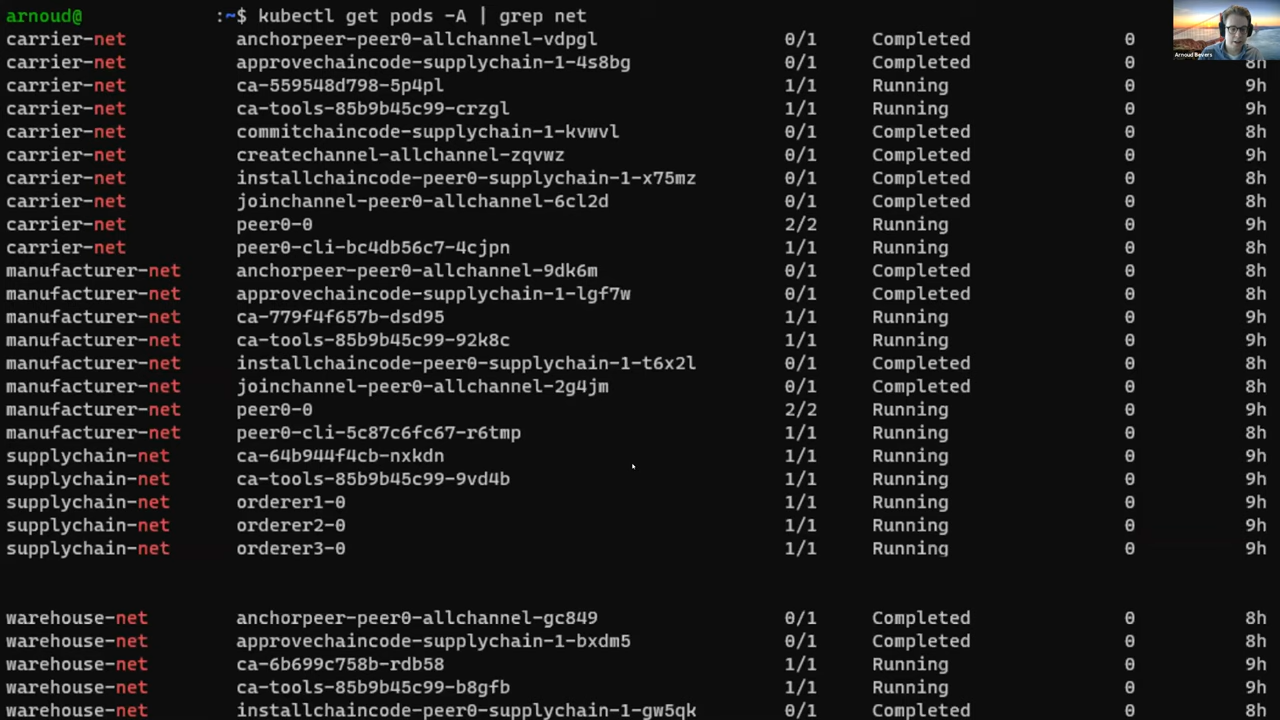 arnoud@ :~$ kubectl get pods -A | grep net
carrier-net anchorpeer-peer0-allchannel-vdpgl 0/1 Completed 0 8h
carrier-net approvechaincode-supplychain-1-4s8bg 0/1 Completed 0 8h
carrier-net ca-559548d798-5p4pl 1/1 Running 0 9h
carrier-net ca-tools-85b9b45c99-crzgl 1/1 Running 0 9h
carrier-net commitchaincode-supplychain-1-kvwvl 0/1 Completed 0 8h
carrier-net createchannel-allchannel-zqvwz 0/1 Completed 0 9h
carrier-net installchaincode-peer0-supplychain-1-x75mz 0/1 Completed 0 8h
carrier-net joinchannel-peer0-allchannel-6cl2d 0/1 Completed 0 8h
carrier-net peer0-0 2/2 Running 0 9h
carrier-net peer0-cli-bc4db56c7-4cjpn 1/1 Running 0 9h
manufacturer-net anchorpeer-peer0-allchannel-9dk6m 0/1 Completed 0 8h
manufacturer-net approvechaincode-supplychain-1-lgf7w 0/1 Completed 0 8h
manufacturer-net ca-779f4f657b-dsd95 1/1 Running 0 9h
manufacturer-net ca-tools-85b9b45c99-92k8c 1/1 Running 0 9h
manufacturer-net installchaincode-peer0-supplychain-1-t6x2l 0/1 Completed 0 8h
manufacturer-net joinchannel-peer0-allchannel-2g4jm 0/1 Completed 0 8h
manufacturer-net peer0-0 2/2 Running 0 9h
manufacturer-net peer0-cli-5c87c6fc67-r6tmp 1/1 Running 0 8h
supplychain-net ca-64b944f4cb-nxkdn 1/1 Running 0 9h
supplychain-net ca-tools-85b9b45c99-9vd4b 1/1 Running 0 9h
supplychain-net orderer1-0 1/1 Running 0 9h
supplychain-net orderer2-0 1/1 Running 0 9h
supplychain-net orderer3-0 1/1 Running 0 9h
warehouse-net anchorpeer-peer0-allchannel-gc849 0/1 Completed 0 8h
warehouse-net approvechaincode-supplychain-1-bxdm5 0/1 Completed 0 8h
warehouse-net ca-6b699c758b-rdb58 1/1 Running 0 9h
warehouse-net ca-tools-85b9b45c99-b8gfb 1/1 Running 0 9h
warehouse-net installchaincode-peer0-supplychain-1-gw5qk 0/1 Completed 0 8h
Arnoud